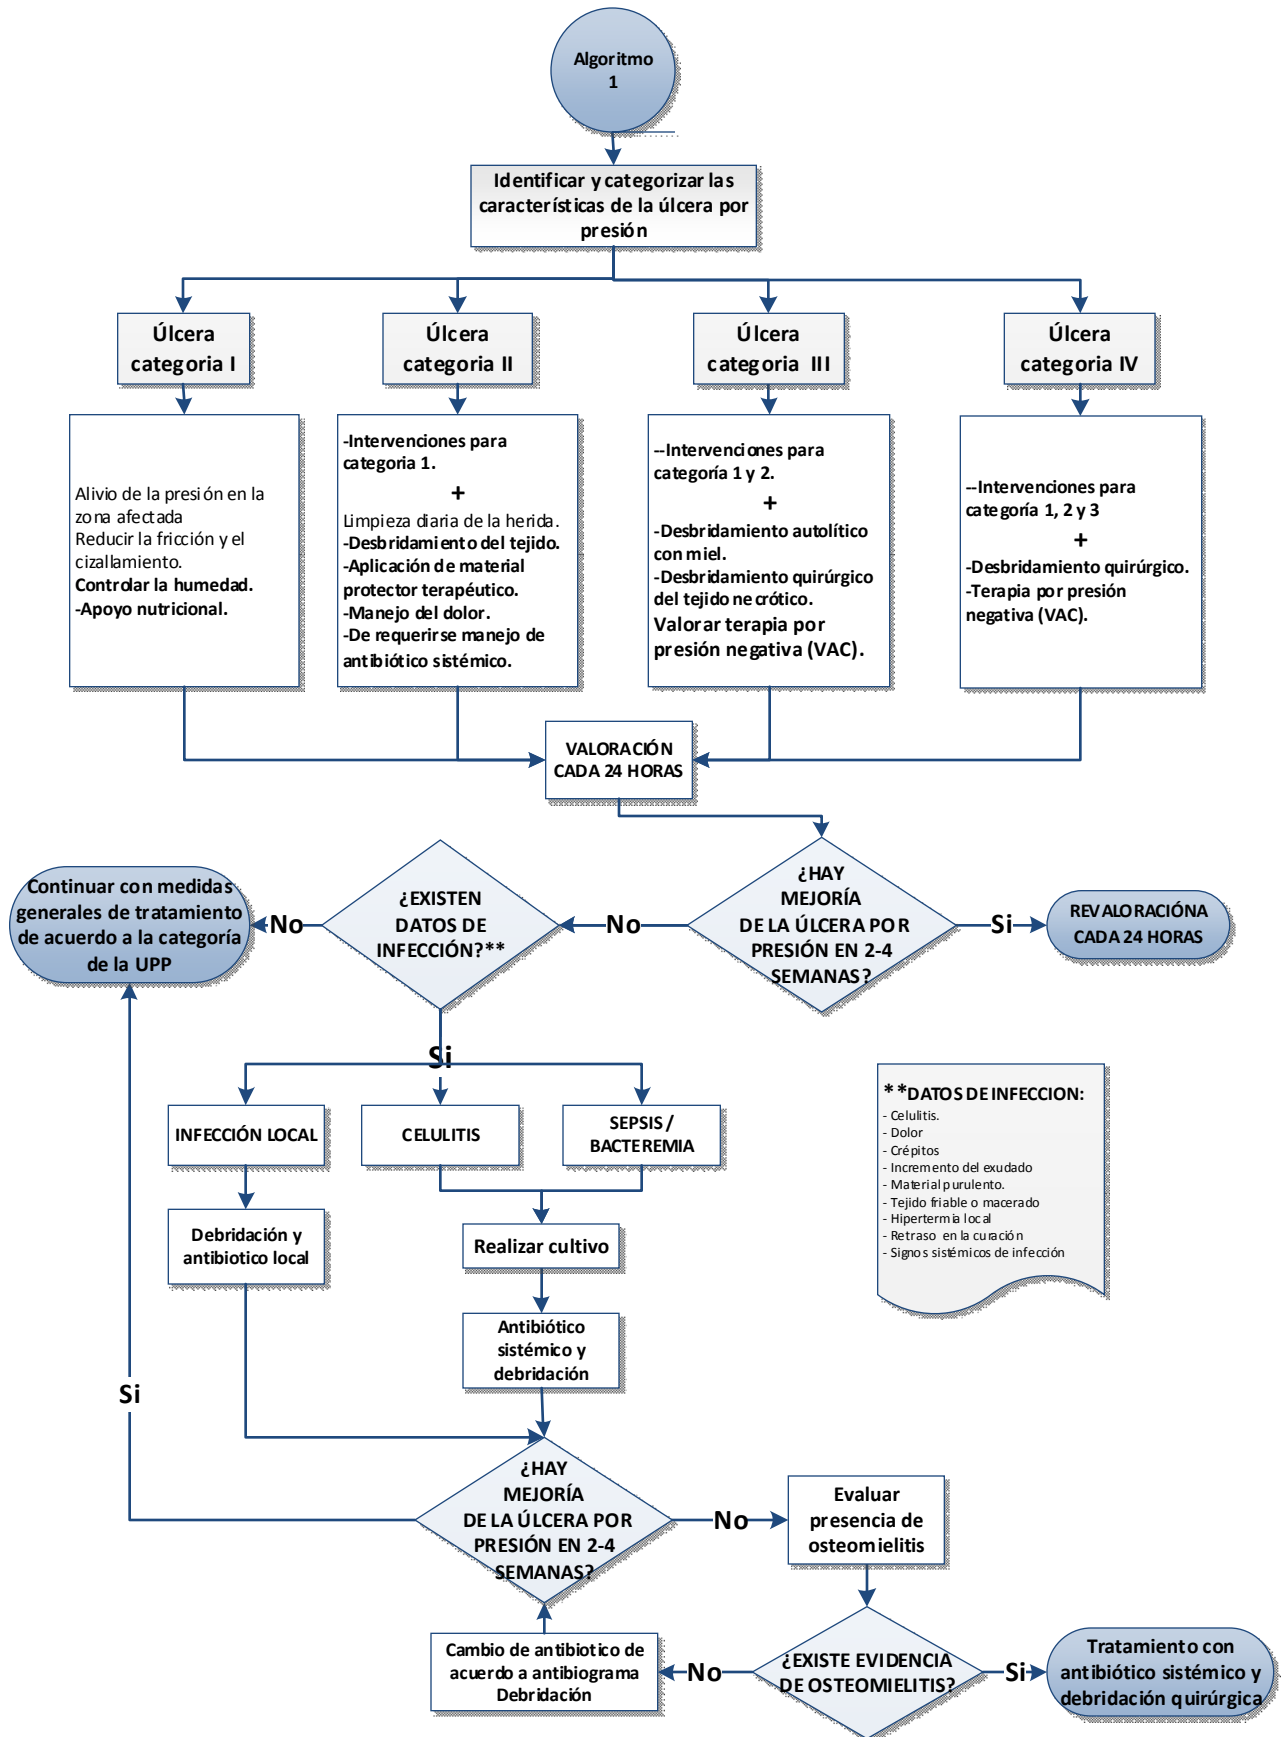 Algoritmo
1
Identificar y categorizar las
características de la úlcera por
presión
Úlcera
categoria I
Úlcera
categoria II
Úlcera
categoria III
Úlcera
categoria IV
Alivio de la presión en la
zona afectada
Reducir la fricción y el
cizallamiento.
Controlar la humedad.
-Apoyo nutricional.
-Intervenciones para
categoria 1.
+
Limpieza diaria de la herida.
-Desbridamiento del tejido.
-Aplicación de material
protector terapéutico.
-Manejo del dolor.
-De requerirse manejo de
antibiótico sistémico.
--Intervenciones para
categoría 1 y 2.
+
-Desbridamiento autolítico
con miel.
-Desbridamiento quirúrgico
del tejido necrótico.
Valorar terapia por
presión negativa (VAC).
--Intervenciones para
categoría 1, 2 y 3
+
-Desbridamiento quirúrgico.
-Terapia por presión
negativa (VAC).
VALORACIÓN
CADA 24 HORAS
¿HAY
MEJORÍA
DE LA ÚLCERA POR
PRESIÓN EN 2-4
SEMANAS?
Si
REVALORACIÓNA
CADA 24 HORAS
No
¿EXISTEN
DATOS DE
INFECCIÓN?**
No
Continuar con medidas
generales de tratamiento
de acuerdo a la categoría
de la UPP
Si
INFECCIÓN LOCAL
CELULITIS
SEPSIS /
BACTEREMIA
**DATOS DE INFECCION:
- Celulitis.
- Dolor
- Crépitos
- Incremento del exudado
- Material purulento.
- Tejido friable o macerado
- Hipertermia local
- Retraso en la curación
- Signos sistémicos de infección
Debridación y
antibiotico local
Realizar cultivo
Antibiótico
sistémico y
debridación
Si
¿HAY
MEJORÍA
DE LA ÚLCERA POR
PRESIÓN EN 2-4
SEMANAS?
No
Evaluar
presencia de
osteomielitis
¿EXISTE EVIDENCIA
DE OSTEOMIELITIS?
No
Cambio de antibiotico de
acuerdo a antibiograma
Debridación
Si
Tratamiento con
antibiótico sistémico y
debridación quirúrgica